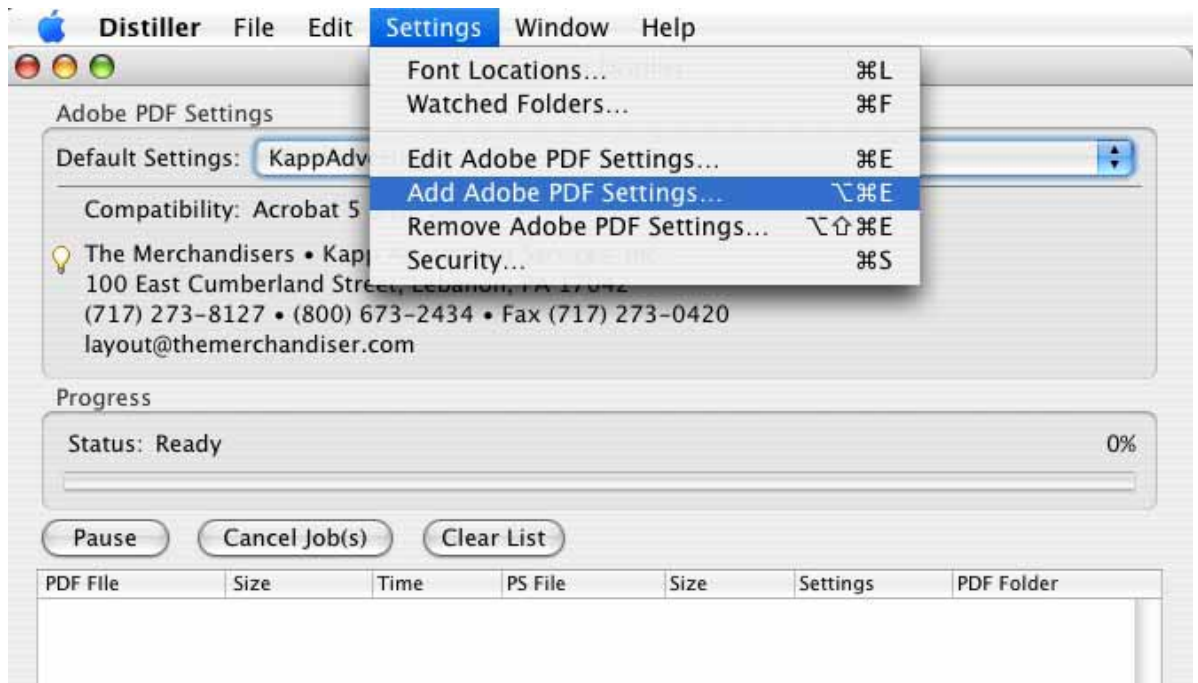 Distiller File Edit Settings Window Help
Font Locations... ⌘L
Watched Folders... ⌘F
Edit Adobe PDF Settings... ⌘E
Add Adobe PDF Settings... ⌥⌘E
Remove Adobe PDF Settings... ⌥⇧⌘E
Security... ⌘S
Adobe PDF Settings
Default Settings: KappAdv
Compatibility: Acrobat 5
The Merchandisers • Kapp
100 East Cumberland Street, Lebanon, PA 17042
(717) 273-8127 • (800) 673-2434 • Fax (717) 273-0420
layout@themerchandiser.com
Progress
Status: Ready 0%
Pause Cancel Job(s) Clear List
PDF FIle Size Time PS File Size Settings PDF Folder